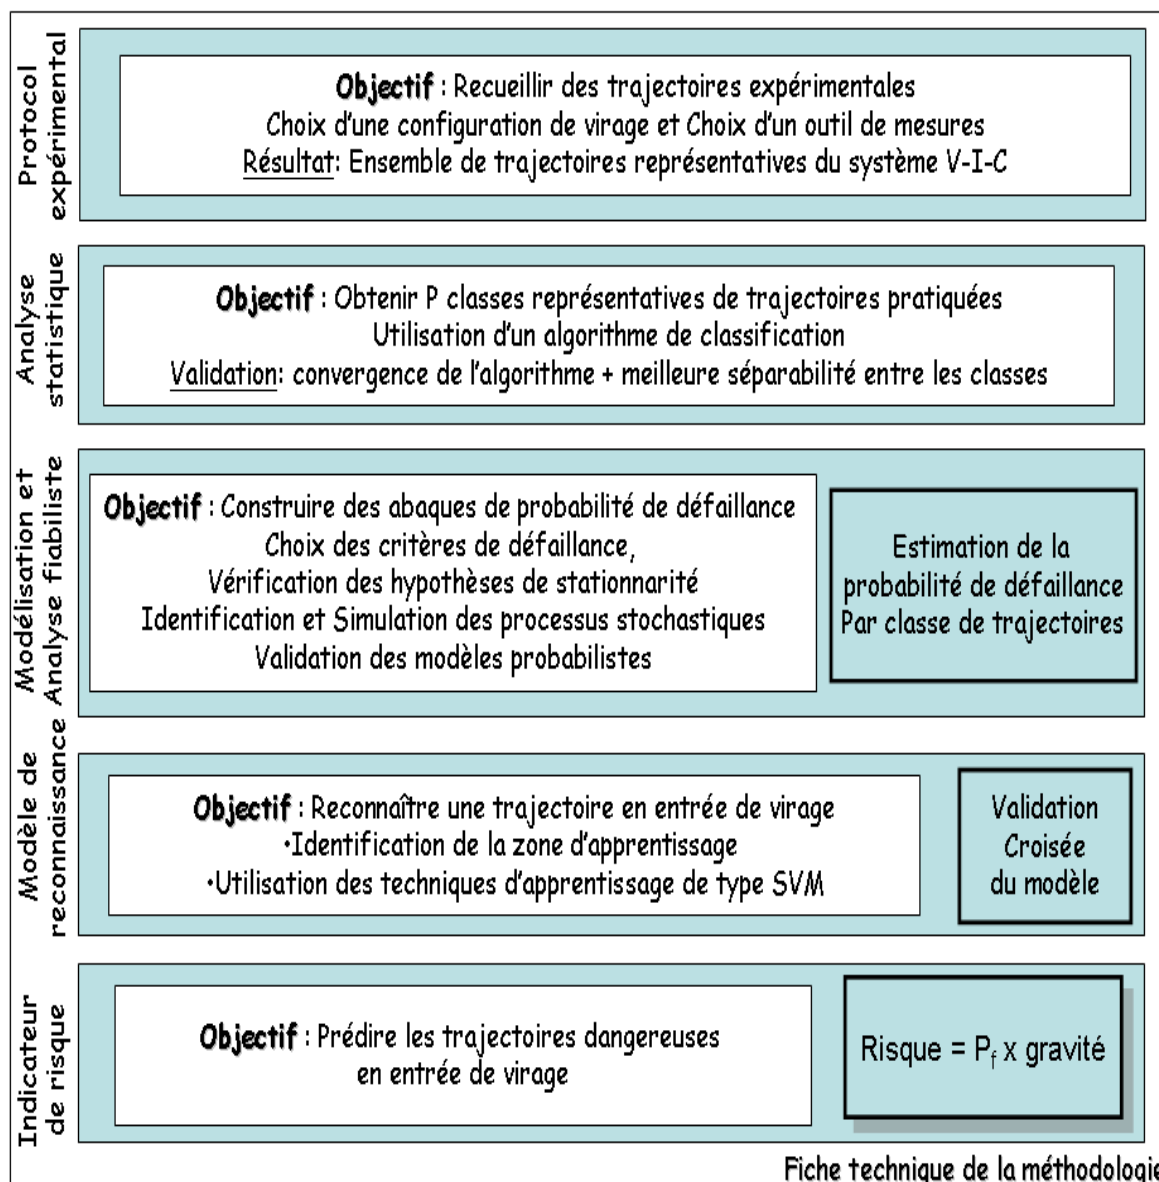 Protocol
expérimental
Objectif : Recueillir des trajectoires expérimentales
Choix d'une configuration de virage et Choix d'un outil de mesures
Résultat: Ensemble de trajectoires représentatives du système V-I-C
Analyse
statistique
Objectif : Obtenir P classes représentatives de trajectoires pratiquées
Utilisation d'un algorithme de classification
Validation: convergence de l'algorithme + meilleure séparabilité entre les classes
Modélisation et
Analyse fiabiliste
Objectif : Construire des abaques de probabilité de défaillance
Choix des critères de défaillance,
Vérification des hypothèses de stationnarité
Identification et Simulation des processus stochastiques
Validation des modèles probabilistes
Estimation de la
probabilité de défaillance
Par classe de trajectoires
Modèle de
reconnaissance
Objectif : Reconnaître une trajectoire en entrée de virage
•Identification de la zone d'apprentissage
•Utilisation des techniques d'apprentissage de type SVM
Validation
Croisée
du modèle
Indicateur
de risque
Objectif : Prédire les trajectoires dangereuses
en entrée de virage
Risque = Pf x gravité
Fiche technique de la méthodologie